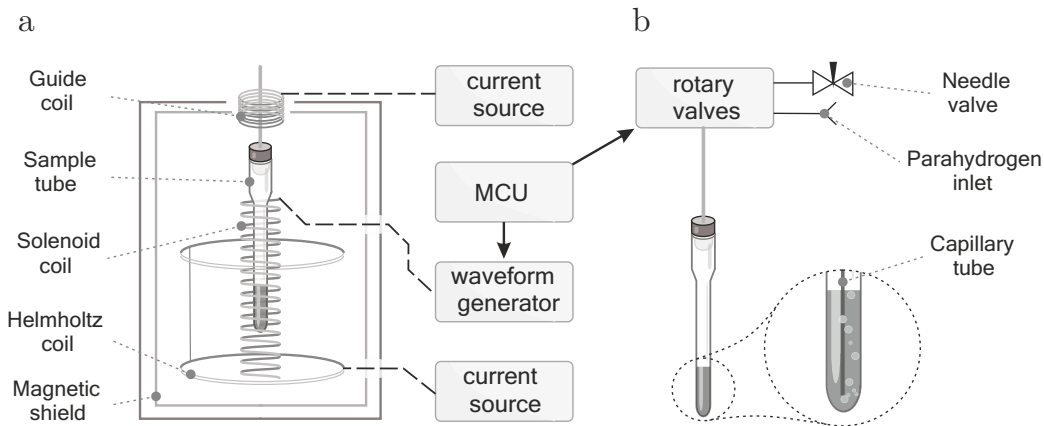 a
Guide
coil
Sample
tube
Solenoid
coil
Helmholtz
coil
Magnetic
shield
current
source
MCU
waveform
generator
current
source
b
rotary
valves
Needle
valve
Parahydrogen
inlet
Capillary
tube